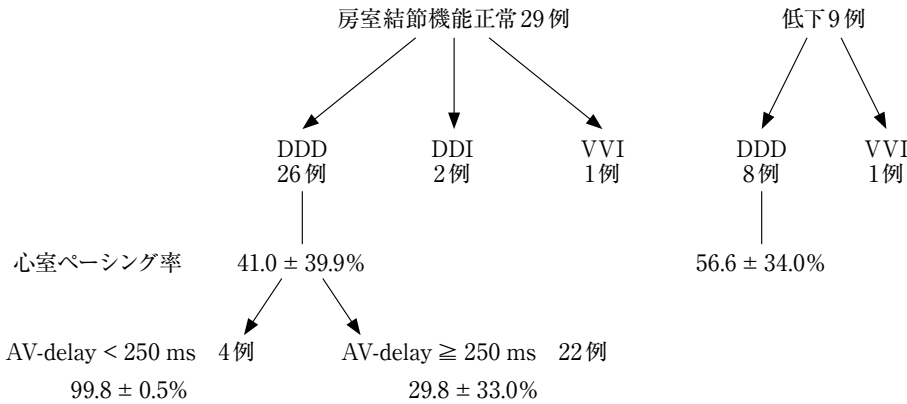 房室結節機能正常29例 低下9例
DDD DDI VVI DDD VVI
26例 2例 1例 8例 1例
心室ペーシング率 41.0 ± 39.9% 56.6 ± 34.0%
AV-delay < 250 ms 4例 AV-delay ≧ 250 ms 22例
99.8 ± 0.5% 29.8 ± 33.0%